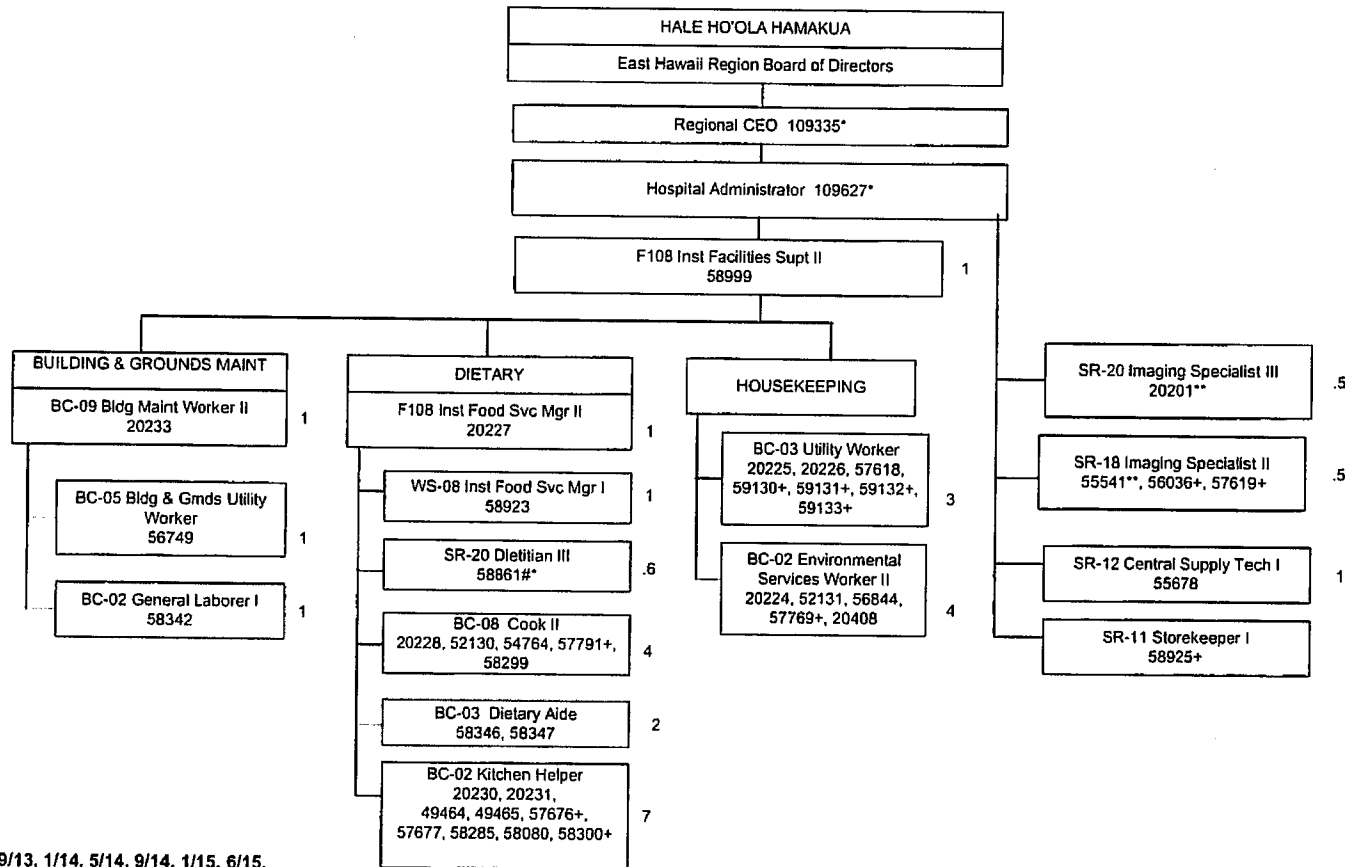 HALE HO'OLA HAMAKUA
East Hawaii Region Board of Directors
Regional CEO 109335*
Hospital Administrator 109627*
F108 Inst Facilities Supt II
58999
1
BUILDING & GROUNDS MAINT
BC-09 Bldg Maint Worker II
20233
1
BC-05 Bldg & Grnds Utility
Worker
56749
1
BC-02 General Laborer I
58342
1
DIETARY
F108 Inst Food Svc Mgr II
20227
1
WS-08 Inst Food Svc Mgr I
58923
1
SR-20 Dietitian III
58861#*
.6
BC-08 Cook II
20228, 52130, 54764, 57791+,
58299
4
BC-03 Dietary Aide
58346, 58347
2
BC-02 Kitchen Helper
20230, 20231,
49464, 49465, 57676+,
57677, 58285, 58080, 58300+
7
HOUSEKEEPING
BC-03 Utility Worker
20225, 20226, 57618,
59130+, 59131+, 59132+,
59133+
3
BC-02 Environmental
Services Worker II
20224, 52131, 56844,
57769+, 20408
4
SR-20 Imaging Specialist III
20201**
.5
SR-18 Imaging Specialist II
55541**, 56036+, 57619+
.5
SR-12 Central Supply Tech I
55678
1
SR-11 Storekeeper I
58925+
9/13, 1/14, 5/14, 9/14, 1/15, 6/15,